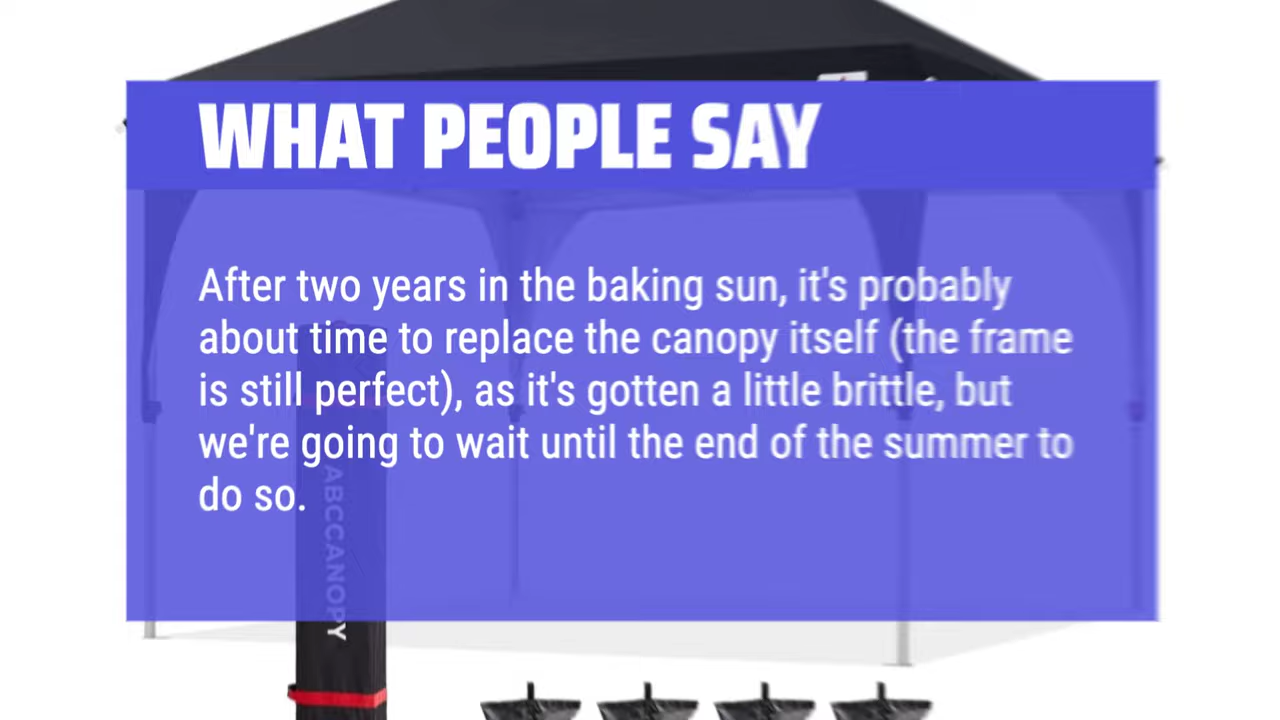 WHAT PEOPLE SAY
After two years in the baking sun, it's probably
about time to replace the canopy itself (the frame
is still perfect), as it's gotten a little brittle, but
we're going to wait until the end of the summer to
do so.
ABCCANOPY